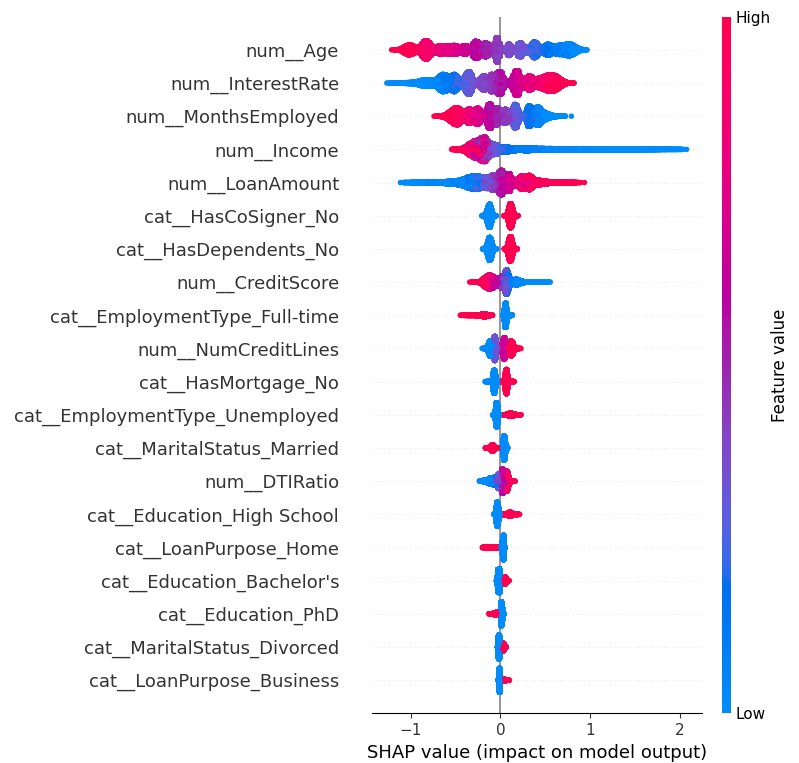 High
num__Age
num__InterestRate
num__MonthsEmployed
num__Income
num__LoanAmount
cat__HasCoSigner_No
cat__HasDependents_No
num__CreditScore
cat__EmploymentType_Full-time
num__NumCreditLines
cat__HasMortgage_No
cat__EmploymentType_Unemployed
cat__MaritalStatus_Married
num__DTIRatio
cat__Education_High School
cat__LoanPurpose_Home
cat__Education_Bachelor's
cat__Education_PhD
cat__MaritalStatus_Divorced
cat__LoanPurpose_Business
Feature value
Low
−1 0 1 2
SHAP value (impact on model output)